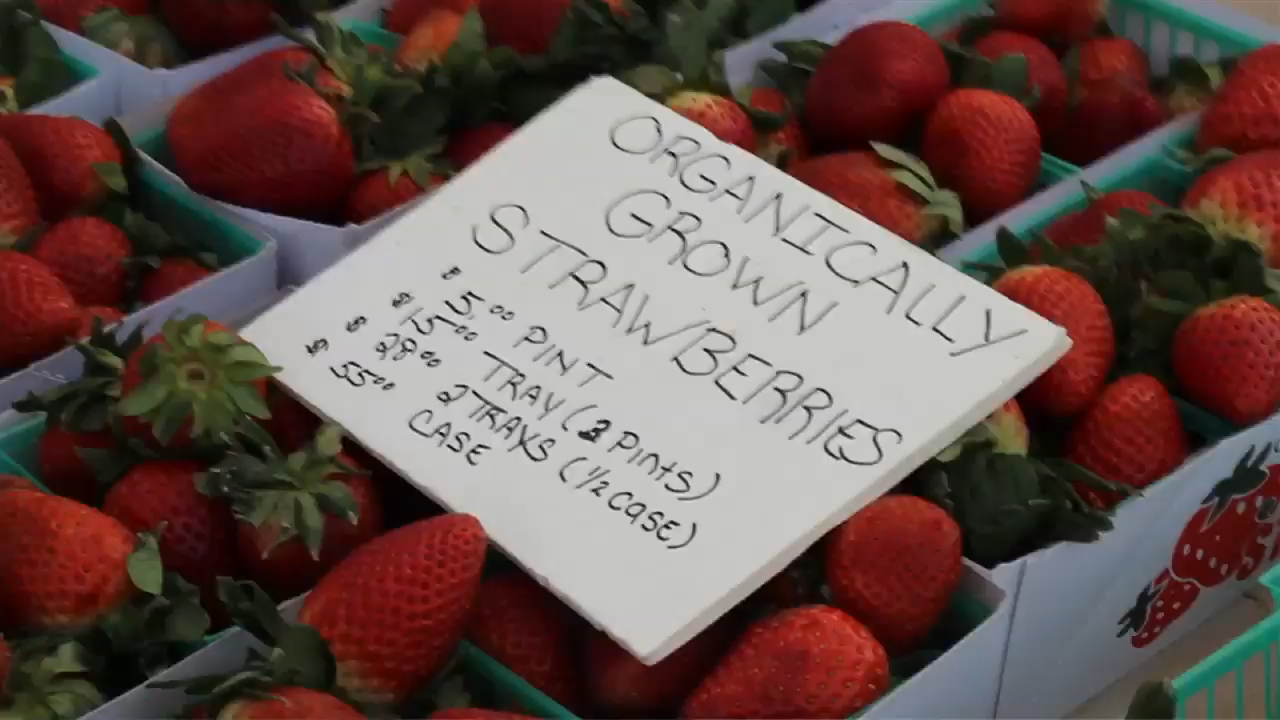 ORGANICALLY
GROWN
STRAWBERRIES
$ 5.00 PINT
$ 15.00 TRAY (3 Pints)
$ 28.00 2 TRAYS (1/2 CASE)
$ 55.00 CASE